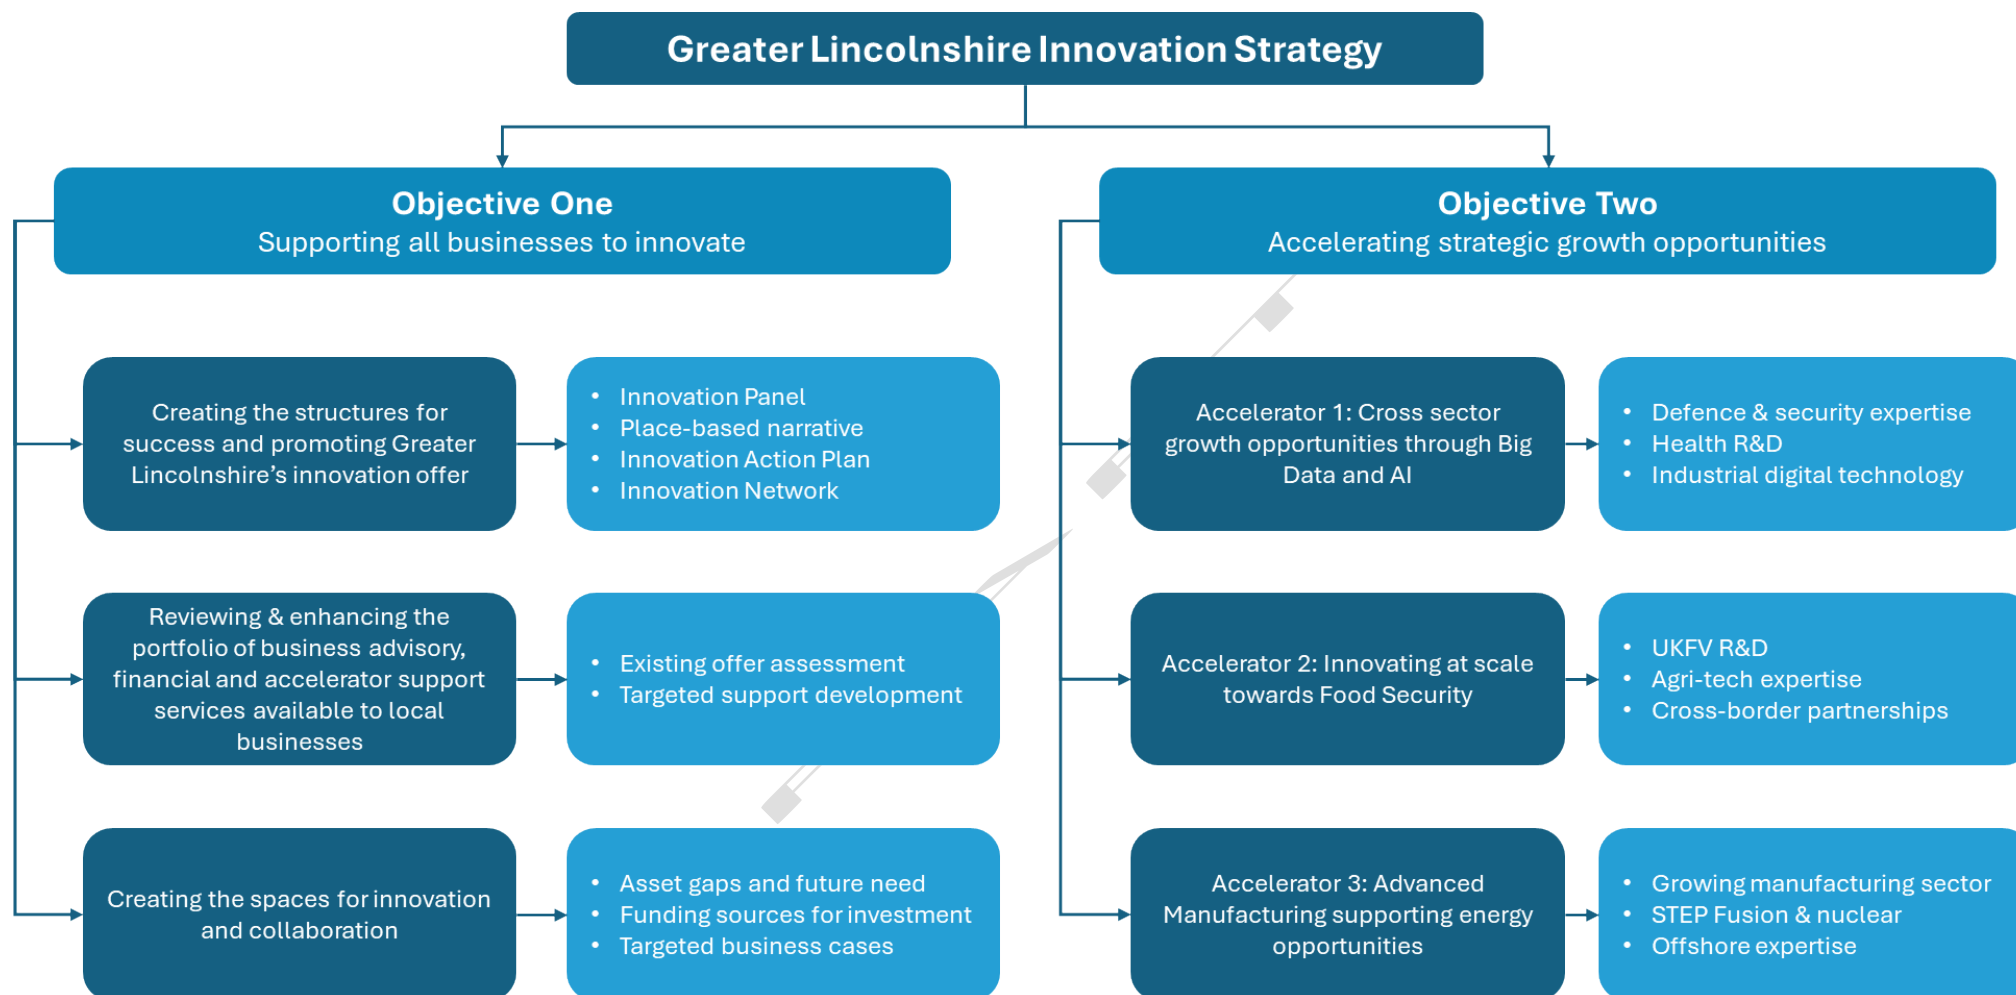 Greater Lincolnshire Innovation Strategy
Objective One
Supporting all businesses to innovate
Objective Two
Accelerating strategic growth opportunities
Creating the structures for
success and promoting Greater
Lincolnshire’s innovation offer
• Innovation Panel
• Place-based narrative
• Innovation Action Plan
• Innovation Network
Reviewing & enhancing the
portfolio of business advisory,
financial and accelerator support
services available to local
businesses
• Existing offer assessment
• Targeted support development
Creating the spaces for innovation
and collaboration
• Asset gaps and future need
• Funding sources for investment
• Targeted business cases
Accelerator 1: Cross sector
growth opportunities through Big
Data and AI
• Defence & security expertise
• Health R&D
• Industrial digital technology
Accelerator 2: Innovating at scale
towards Food Security
• UKFV R&D
• Agri-tech expertise
• Cross-border partnerships
Accelerator 3: Advanced
Manufacturing supporting energy
opportunities
• Growing manufacturing sector
• STEP Fusion & nuclear
• Offshore expertise